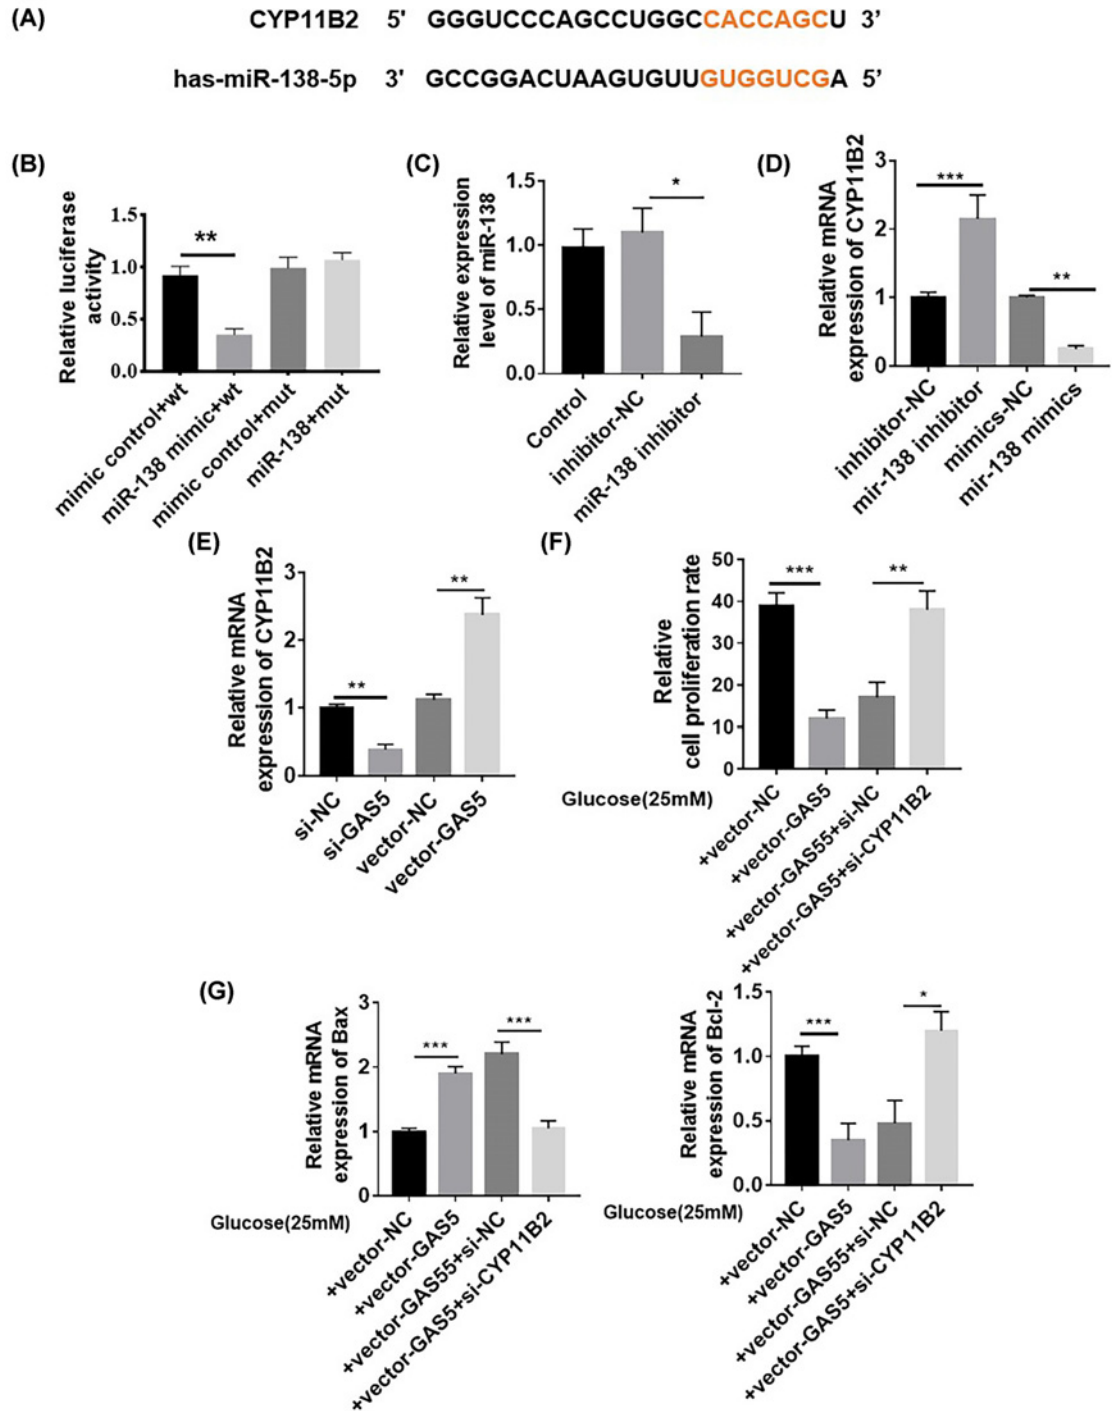 (A)
CYP11B2 5' GGGUCCCAGCCUGGCCACCAGCU 3’
has-miR-138-5p 3' GCCGGACUAAGUGUUGUGGUCGA 5’
(B)
Relative luciferase
activity
1.5
1.0
0.5
0.0
**
mimic control+wt
miR-138 mimic+wt
mimic control+mut
miR-138+mut
(C)
Relative expression
level of miR-138
1.5
1.0
0.5
0.0
*
Control
inhibitor-NC
miR-138 inhibitor
(D)
Relative mRNA
expression of CYP11B2
3
2
1
0
***
**
inhibitor-NC
mir-138 inhibitor
mimics-NC
mir-138 mimics
(E)
Relative mRNA
expression of CYP11B2
3
2
1
0
**
**
si-NC
si-GAS5
vector-NC
vector-GAS5
(F)
Relative
cell proliferation rate
50
40
30
20
10
0
***
**
Glucose(25mM)
+vector-NC
+vector-GAS5
+vector-GAS55+si-NC
+vector-GAS5+si-CYP11B2
(G)
Relative mRNA
expression of Bax
3
2
1
0
***
***
Glucose(25mM)
+vector-NC
+vector-GAS5
+vector-GAS55+si-NC
+vector-GAS5+si-CYP11B2
Relative mRNA
expression of Bcl-2
1.5
1.0
0.5
0.0
***
*
Glucose(25mM)
+vector-NC
+vector-GAS5
+vector-GAS55+si-NC
+vector-GAS5+si-CYP11B2